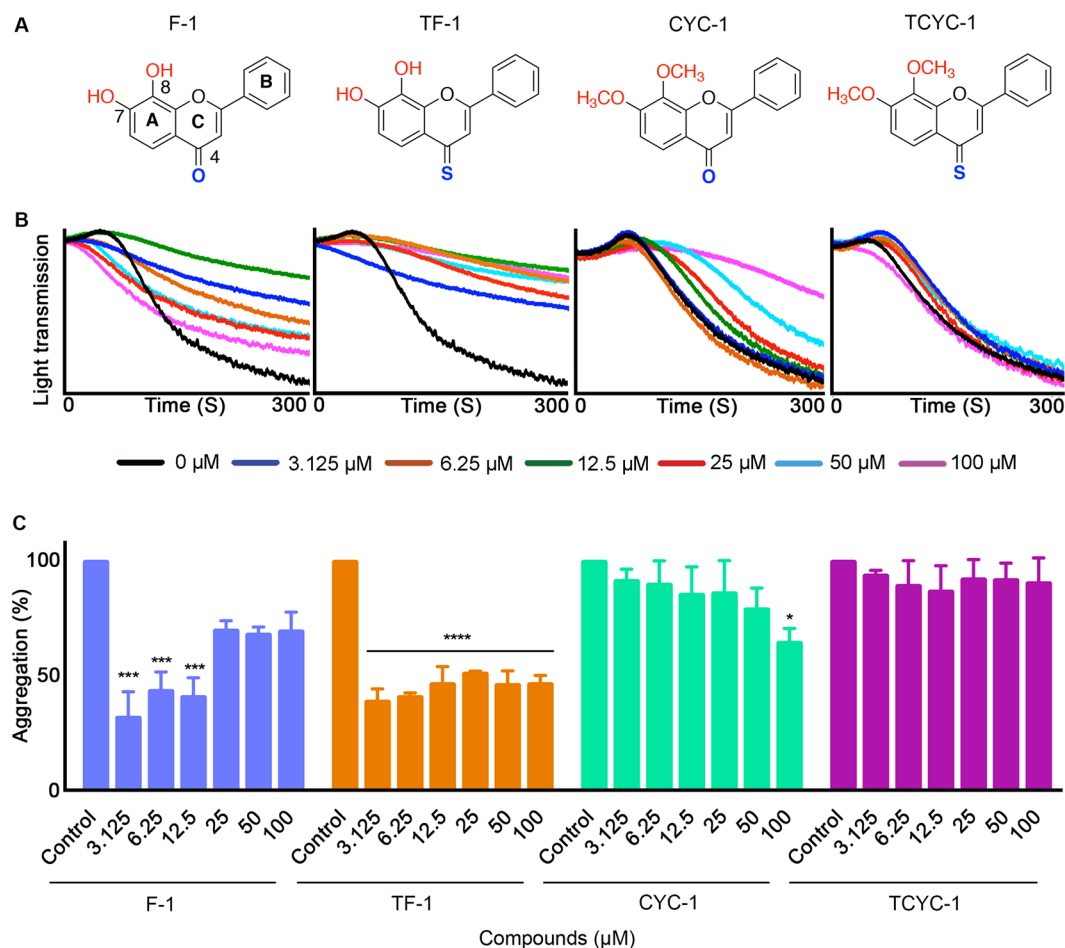 A F-1 TF-1 CYC-1 TCYC-1
OH OH OCH3 OCH3
HO 8 O B HO O H3CO O H3CO O
7 A C
4
O S O S
B
Light transmission
0 Time (S) 300 0 Time (S) 300 0 Time (S) 300 0 Time (S) 300
0 µM 3.125 µM 6.25 µM 12.5 µM 25 µM 50 µM 100 µM
C
Aggregation (%)
100
50
0
*** *** *** **** *
Control 3.125 6.25 12.5 25 50 100 Control 3.125 6.25 12.5 25 50 100 Control 3.125 6.25 12.5 25 50 100 Control 3.125 6.25 12.5 25 50 100
F-1 TF-1 CYC-1 TCYC-1
Compounds (µM)